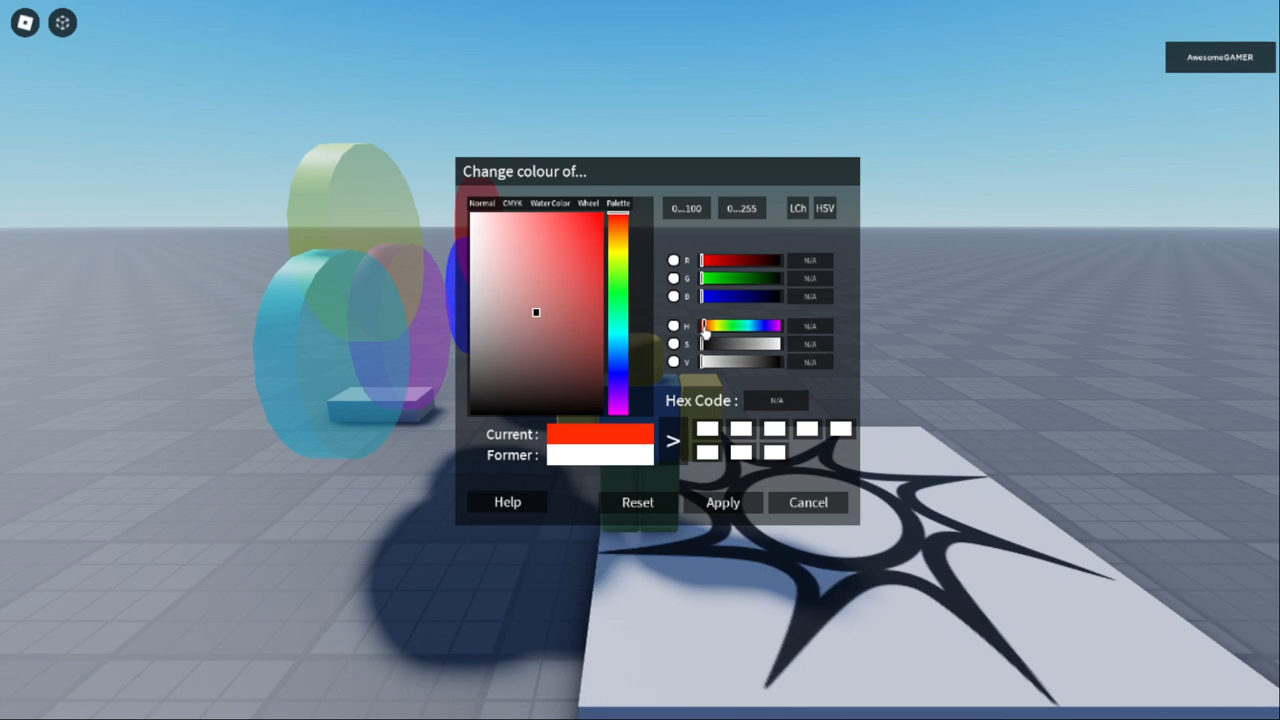 AwesomeGAMER
Change colour of...
Normal CMYK WaterColor Wheel Palette
0...100 0...255 LCh HSV
R N/A
G N/A
B N/A
H N/A
S N/A
V N/A
Hex Code : N/A
Current :
Former :
>
Help Reset Apply Cancel